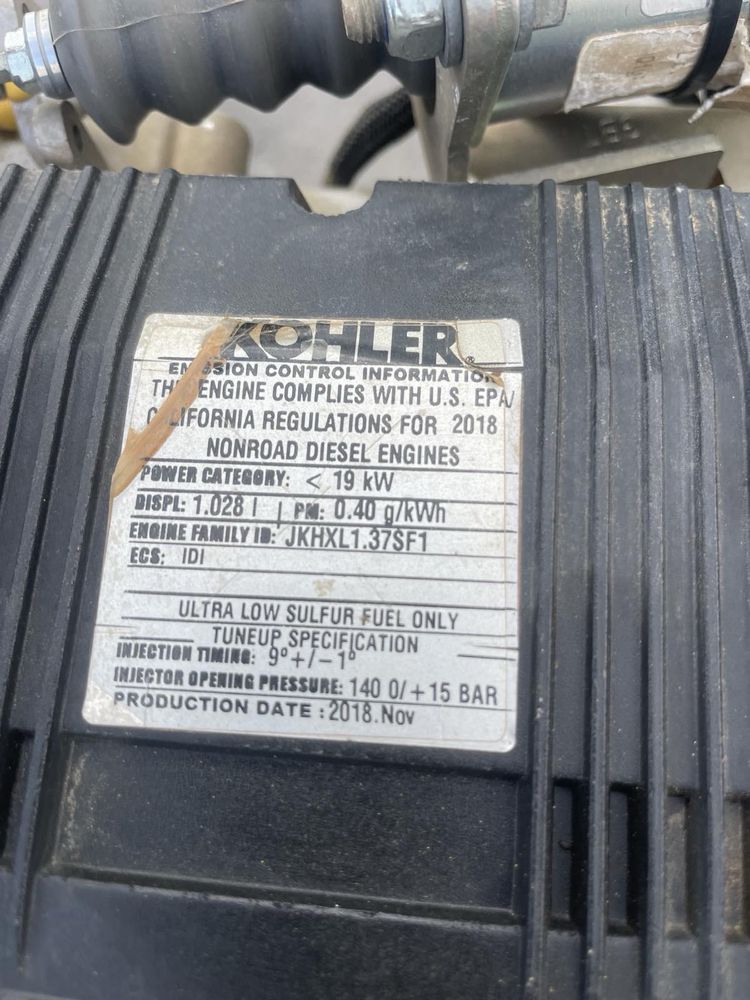 KOHLER®
EMISSION CONTROL INFORMATION
ENGINE COMPLIES WITH U.S. EPA/
CALIFORNIA REGULATIONS FOR 2018
NONROAD DIESEL ENGINES
POWER CATEGORY: < 19 kW
DISPL: 1.028 l | PM: 0.40 g/kWh
ENGINE FAMILY ID: JKHXL1.37SF1
ECS: IDI
ULTRA LOW SULFUR FUEL ONLY
TUNEUP SPECIFICATION
INJECTION TIMING: 9°+/-1°
INJECTOR OPENING PRESSURE: 140 0/+15 BAR
PRODUCTION DATE : 2018.Nov